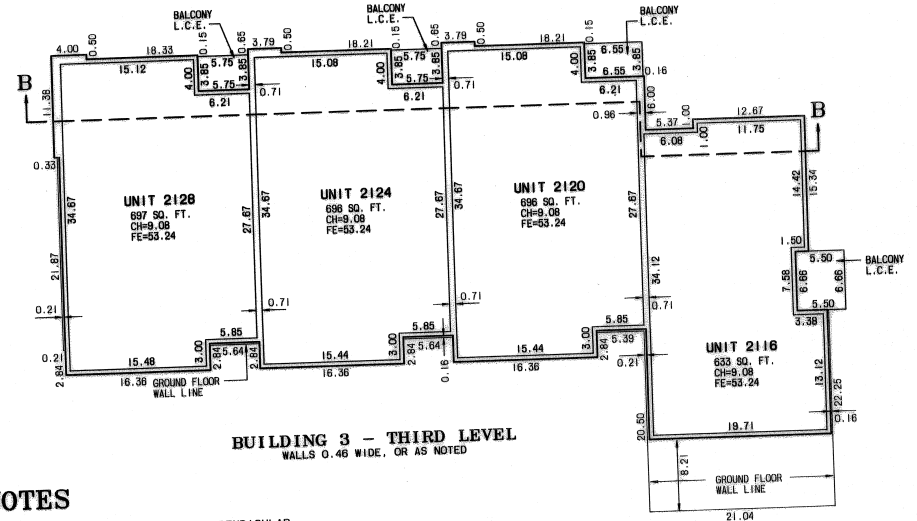 BALCONY
L.C.E.
BALCONY
L.C.E.
BALCONY
L.C.E.
4.00
0.50
18.33
0.15
5.75
0.65
3.79
0.50
18.21
0.15
5.75
0.65
3.79
18.21
0.15
6.55
3.85
15.12
4.00
3.85
5.75
3.85
6.21
0.71
15.08
4.00
3.85
5.75
3.85
6.21
0.71
15.08
4.00
3.85
6.55
6.21
0.16
6.00
B
11.38
0.96
5.37
1.00
12.67
B
6.08
1.00
11.75
0.33
34.67
UNIT 2128
697 SQ. FT.
CH=9.08
FE=53.24
27.67
34.67
UNIT 2124
696 SQ. FT.
CH=9.08
FE=53.24
27.67
34.67
UNIT 2120
696 SQ. FT.
CH=9.08
FE=53.24
27.67
14.42
15.34
21.87
34.12
1.50
5.50
BALCONY
L.C.E.
7.58
6.66
6.66
5.50
3.38
0.21
0.71
0.71
0.71
0.21
2.84
15.48
16.36
3.00
2.84
5.85
5.64
2.84
GROUND FLOOR
WALL LINE
15.44
16.36
3.00
2.84
5.85
5.64
0.16
15.44
16.36
3.00
2.84
5.85
5.39
0.21
UNIT 2116
633 SQ. FT.
CH=9.08
FE=53.24
13.12
22.25
0.16
20.50
19.71
8.21
GROUND FLOOR
WALL LINE
21.04
BUILDING 3 - THIRD LEVEL
WALLS 0.46 WIDE, OR AS NOTED
OTES